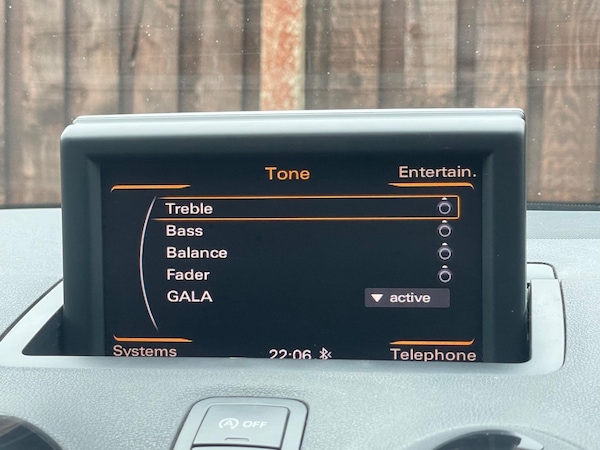 Tone
Entertain.
Treble
Bass
Balance
Fader
GALA
active
Systems
22:06
Telephone
OFF